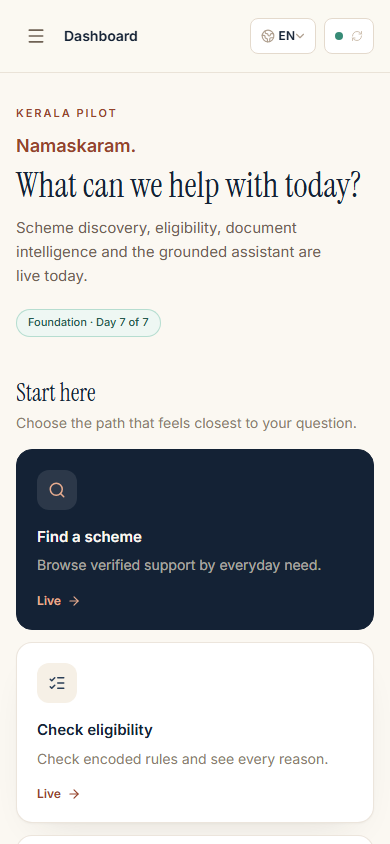 Dashboard
EN
KERALA PILOT
Namaskaram.
What can we help with today?
Scheme discovery, eligibility, document
intelligence and the grounded assistant are
live today.
Foundation · Day 7 of 7
Start here
Choose the path that feels closest to your question.
Find a scheme
Browse verified support by everyday need.
Live
Check eligibility
Check encoded rules and see every reason.
Live